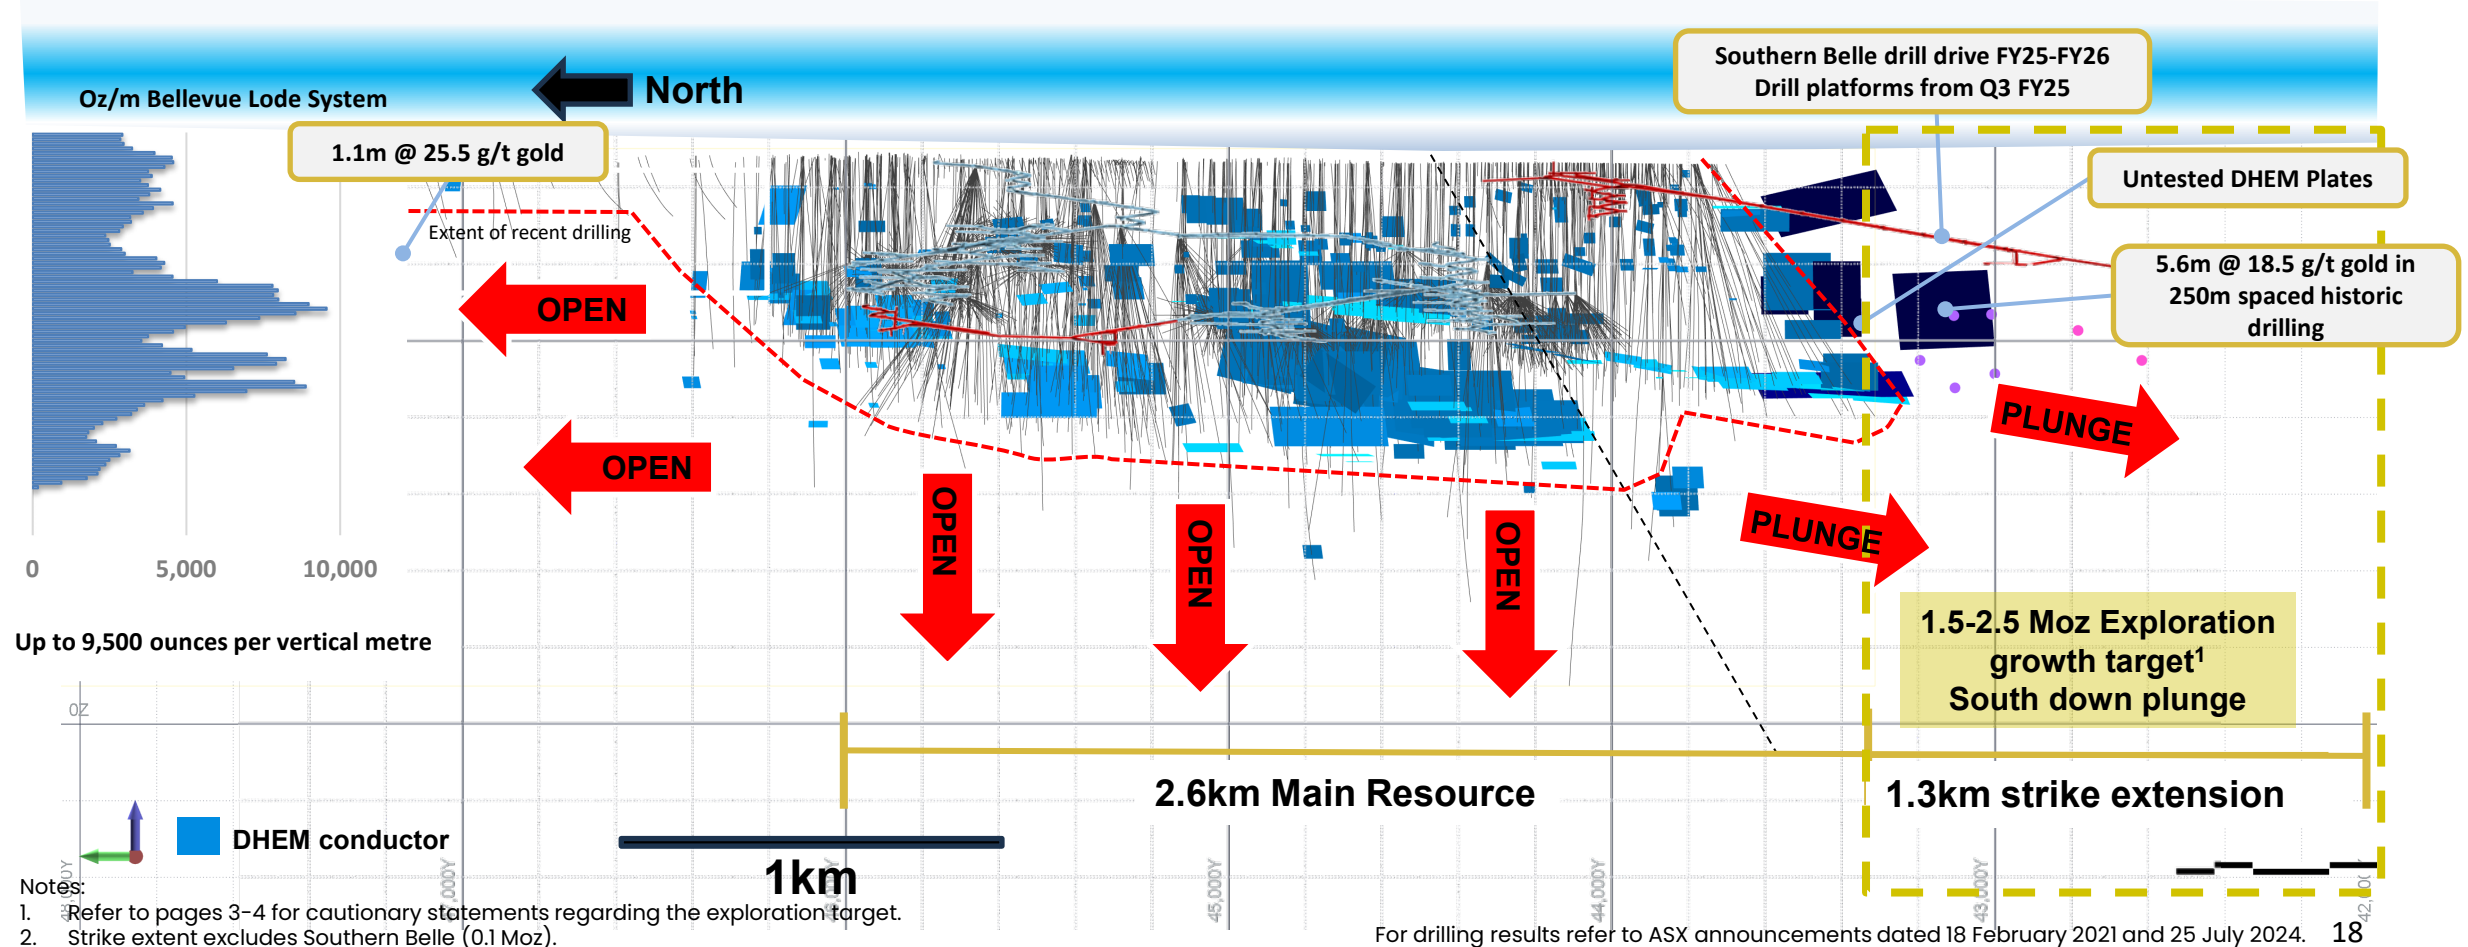 Southern Belle drill drive FY25-FY26
Drill platforms from Q3 FY25
North
Oz/m Bellevue Lode System
1.1m @ 25.5 g/t gold
Untested DHEM Plates
Extent of recent drilling
5.6m @ 18.5 g/t gold in
250m spaced historic
drilling
OPEN
OPEN
OPEN
OPEN
OPEN
PLUNGE
PLUNGE
0 5,000 10,000
Up to 9,500 ounces per vertical metre
1.5-2.5 Moz Exploration
growth target¹
South down plunge
0Z
2.6km Main Resource
1.3km strike extension
DHEM conductor
1km
45,000Y
44,000Y
43,000Y
Notes:
1. Refer to pages 3-4 for cautionary statements regarding the exploration target.
2. Strike extent excludes Southern Belle (0.1 Moz).
For drilling results refer to ASX announcements dated 18 February 2021 and 25 July 2024. 18